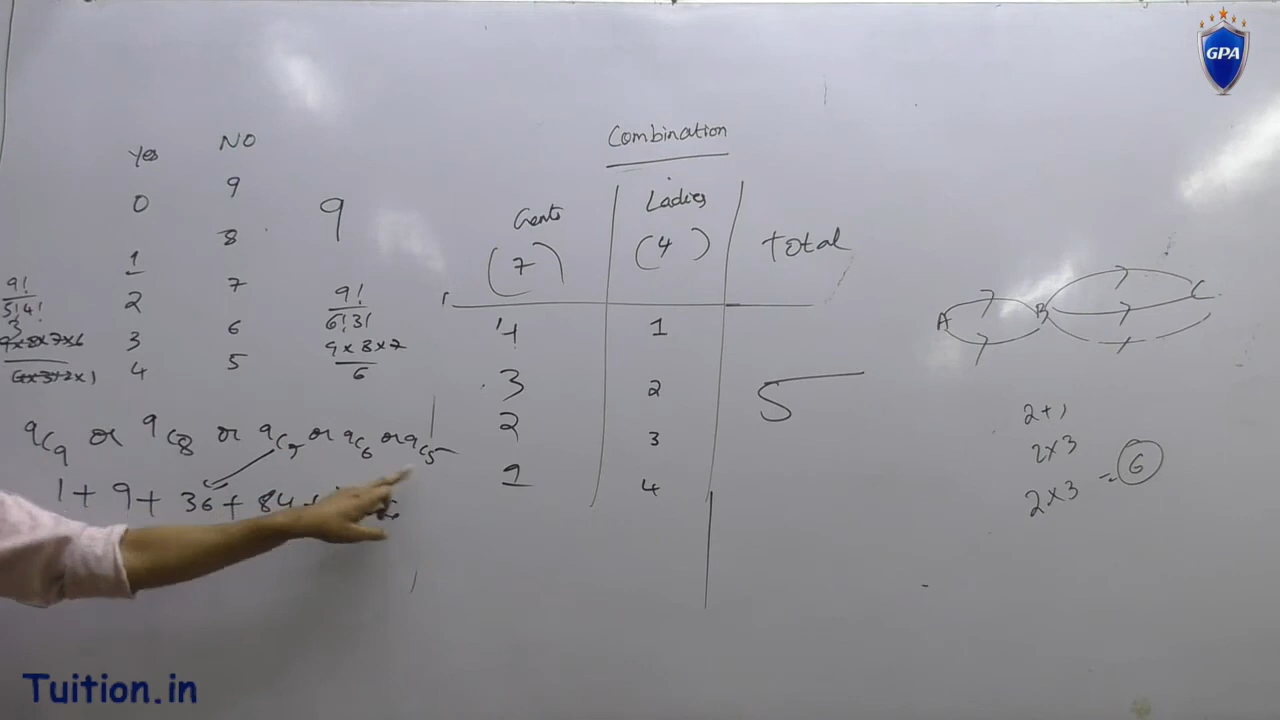 GPA
Combination
Yes NO
0 9
8
1
2 7
3 6
4 5
9
9!
5!4!
9×8×7×6
9!
6!3!
9×8×7
6
9C9 or 9C8 or 9C7 or 9C6 or 9C5
1 + 9 + 36 + 84 +
Gents Ladies Total
(7) (4)
4 1
3 2
2 3
1 4
5
A B C
2+1
2×3
2×3 = 6
Tuition.in